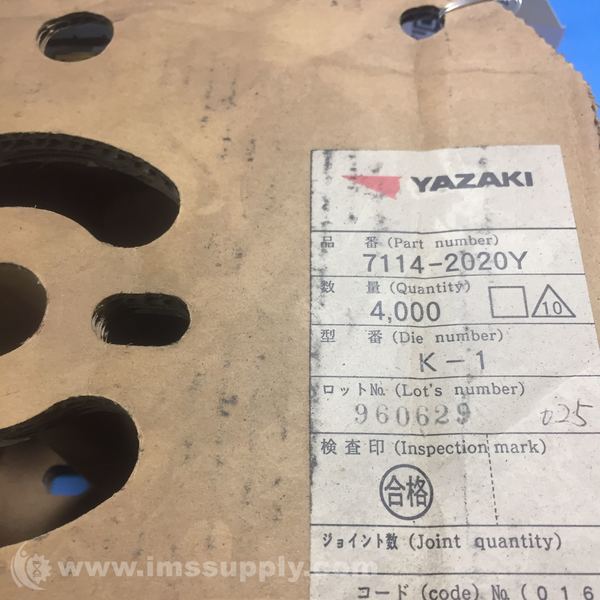 YAZAKI
品 番 (Part number)
7114-2020Y
数 量 (Quantity)
4,000 10
型 番 (Die number)
K-1
ロット№ (Lot's number)
960629 025
検査印 (Inspection mark)
合格
ジョイント数 (Joint quantity)
コード (code) № (016
www.imssupply.com